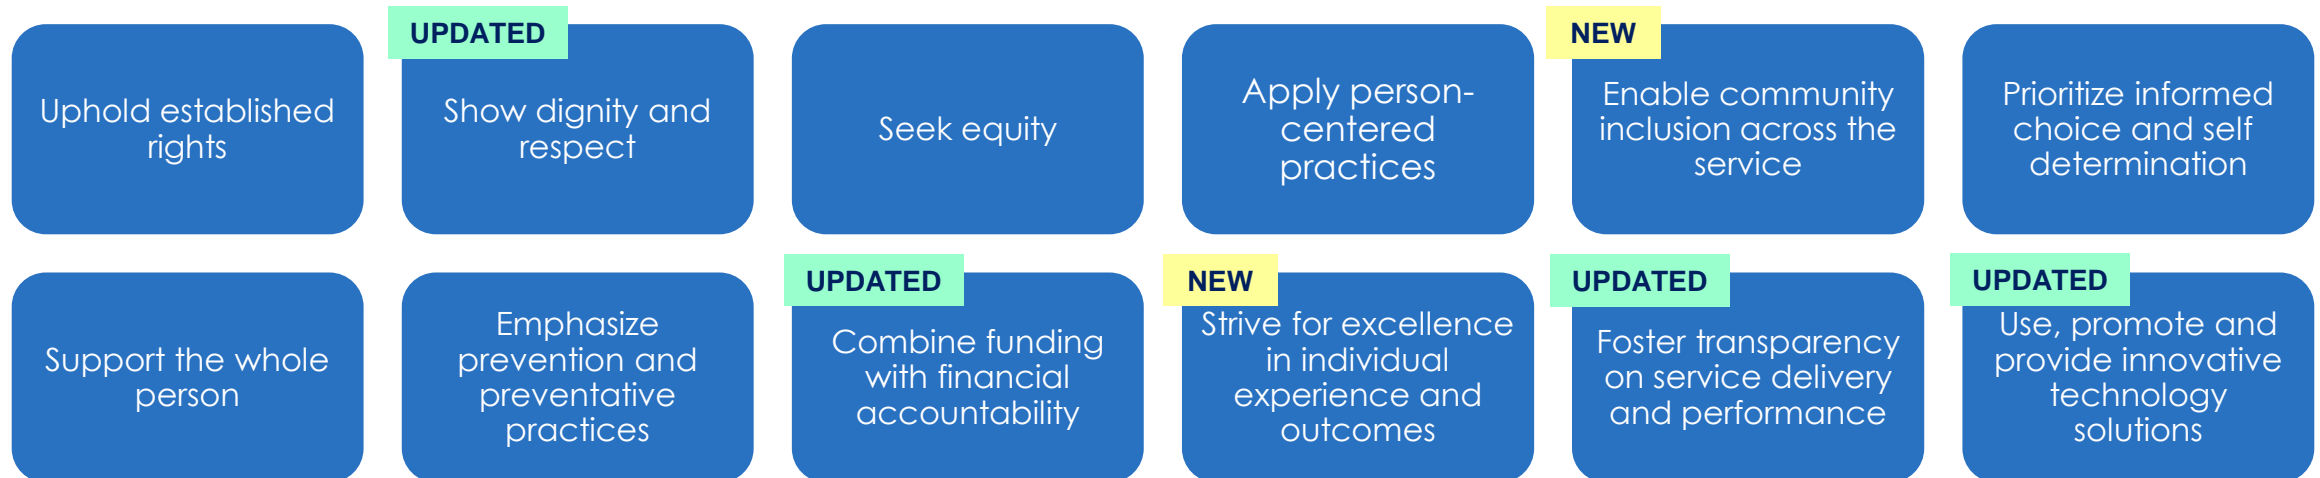 Uphold established
rights
UPDATED
Show dignity and
respect
Seek equity
Apply person-
centered
practices
NEW
Enable community
inclusion across the
service
Prioritize informed
choice and self
determination
Support the whole
person
Emphasize
prevention and
preventative
practices
UPDATED
Combine funding
with financial
accountability
NEW
Strive for excellence
in individual
experience and
outcomes
UPDATED
Foster transparency
on service delivery
and performance
UPDATED
Use, promote and
provide innovative
technology
solutions